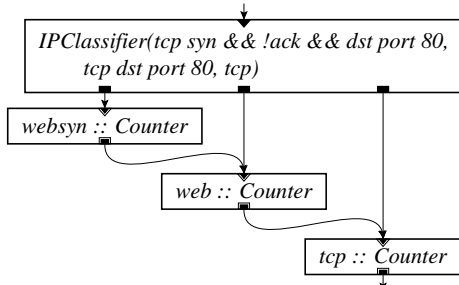 IPClassifier(tcp syn && !ack && dst port 80,
tcp dst port 80, tcp)
websyn :: Counter
web :: Counter
tcp :: Counter